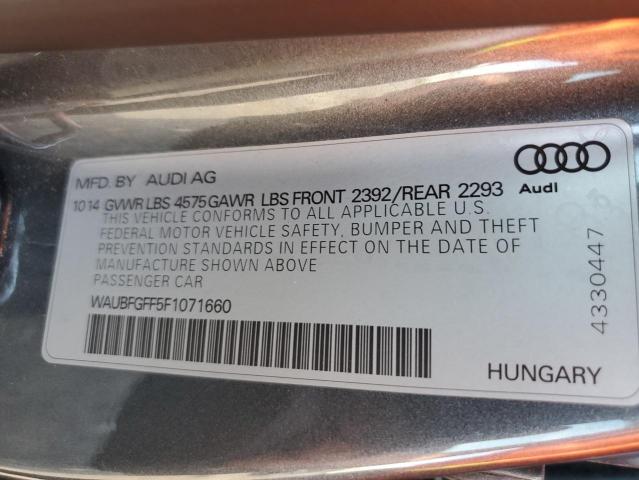 MFD. BY AUDI AG
1014 GVWR LBS 4575 GAWR LBS FRONT 2392/REAR 2293
THIS VEHICLE CONFORMS TO ALL APPLICABLE U.S.
FEDERAL MOTOR VEHICLE SAFETY, BUMPER AND THEFT
PREVENTION STANDARDS IN EFFECT ON THE DATE OF
MANUFACTURE SHOWN ABOVE
PASSENGER CAR
WAUBFGFF5F1071660
Audi
4330447
HUNGARY